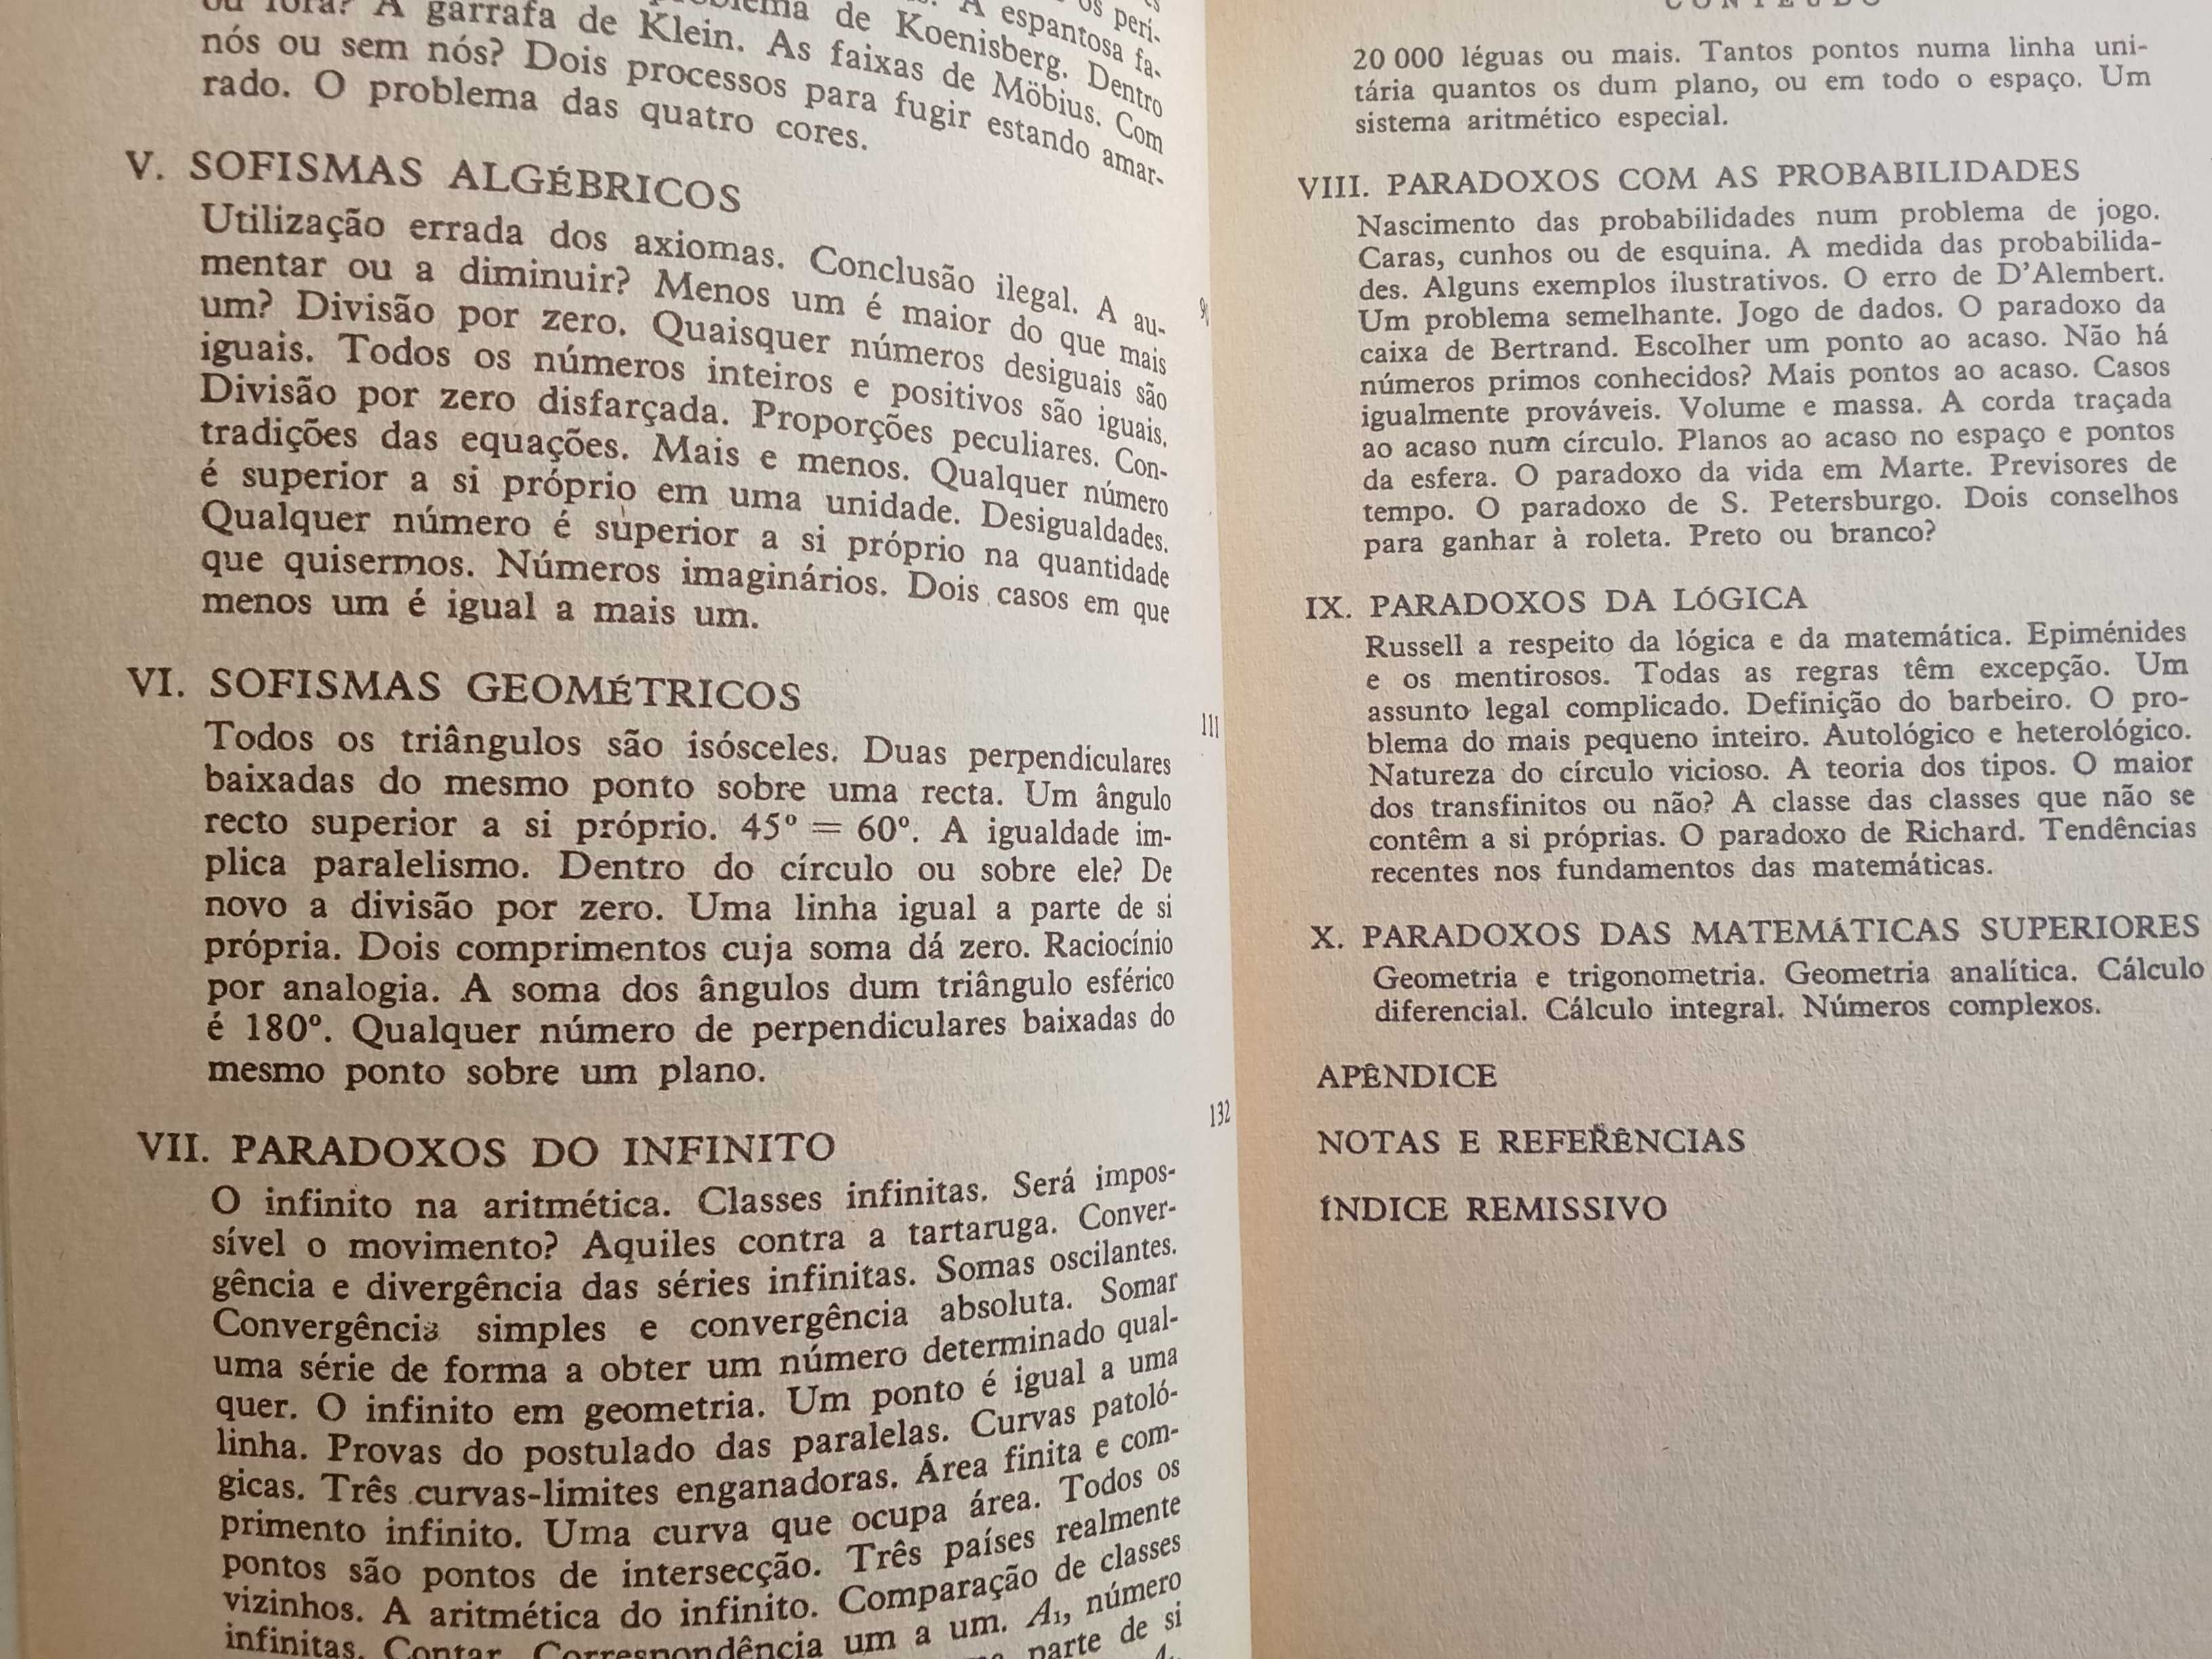 de Koenisberg. Dentro
ou fora? A garrafa de Klein. As faixas de Möbius. Com
nós ou sem nós? Dois processos para fugir estando amar-
rado. O problema das quatro cores.
V. SOFISMAS ALGÉBRICOS
Utilização errada dos axiomas. Conclusão ilegal. A au-
mentar ou a diminuir? Menos um é maior do que mais
um? Divisão por zero. Quaisquer números desiguais são
iguais. Todos os números inteiros e positivos são iguais.
Divisão por zero disfarçada. Proporções peculiares. Con-
tradições das equações. Mais e menos. Qualquer número
é superior a si próprio em uma unidade. Desigualdades.
Qualquer número é superior a si próprio na quantidade
que quisermos. Números imaginários. Dois casos em que
menos um é igual a mais um.
VI. SOFISMAS GEOMÉTRICOS 111
Todos os triângulos são isósceles. Duas perpendiculares
baixadas do mesmo ponto sobre uma recta. Um ângulo
recto superior a si próprio. 45º = 60º. A igualdade im-
plica paralelismo. Dentro do círculo ou sobre ele? De
novo a divisão por zero. Uma linha igual a parte de si
própria. Dois comprimentos cuja soma dá zero. Raciocínio
por analogia. A soma dos ângulos dum triângulo esférico
é 180º. Qualquer número de perpendiculares baixadas do
mesmo ponto sobre um plano.
VII. PARADOXOS DO INFINITO 132
O infinito na aritmética. Classes infinitas. Será impos-
sível o movimento? Aquiles contra a tartaruga. Conver-
gência e divergência das séries infinitas. Somas oscilantes.
Convergência simples e convergência absoluta. Somar
uma série de forma a obter um número determinado qual-
quer. O infinito em geometria. Um ponto é igual a uma
linha. Provas do postulado das paralelas. Curvas patoló-
gicas. Três curvas-limites enganadoras. Área finita e com-
primento infinito. Uma curva que ocupa área. Todos os
pontos são pontos de intersecção. Três países realmente
vizinhos. A aritmética do infinito. Comparação de classes
infinitas. Contar. Correspondência um a um. A₁, número
parte de si
CONTEÚDO
20 000 léguas ou mais. Tantos pontos numa linha uni-
tária quantos os dum plano, ou em todo o espaço. Um
sistema aritmético especial.
VIII. PARADOXOS COM AS PROBABILIDADES
Nascimento das probabilidades num problema de jogo.
Caras, cunhos ou de esquina. A medida das probabilida-
des. Alguns exemplos ilustrativos. O erro de D'Alembert.
Um problema semelhante. Jogo de dados. O paradoxo da
caixa de Bertrand. Escolher um ponto ao acaso. Não há
números primos conhecidos? Mais pontos ao acaso. Casos
igualmente prováveis. Volume e massa. A corda traçada
ao acaso num círculo. Planos ao acaso no espaço e pontos
da esfera. O paradoxo da vida em Marte. Previsores de
tempo. O paradoxo de S. Petersburgo. Dois conselhos
para ganhar à roleta. Preto ou branco?
IX. PARADOXOS DA LÓGICA
Russell a respeito da lógica e da matemática. Epiménides
e os mentirosos. Todas as regras têm excepção. Um
assunto legal complicado. Definição do barbeiro. O pro-
blema do mais pequeno inteiro. Autológico e heterológico.
Natureza do círculo vicioso. A teoria dos tipos. O maior
dos transfinitos ou não? A classe das classes que não se
contêm a si próprias. O paradoxo de Richard. Tendências
recentes nos fundamentos das matemáticas.
X. PARADOXOS DAS MATEMÁTICAS SUPERIORES
Geometria e trigonometria. Geometria analítica. Cálculo
diferencial. Cálculo integral. Números complexos.
APÊNDICE
NOTAS E REFERÊNCIAS
ÍNDICE REMISSIVO